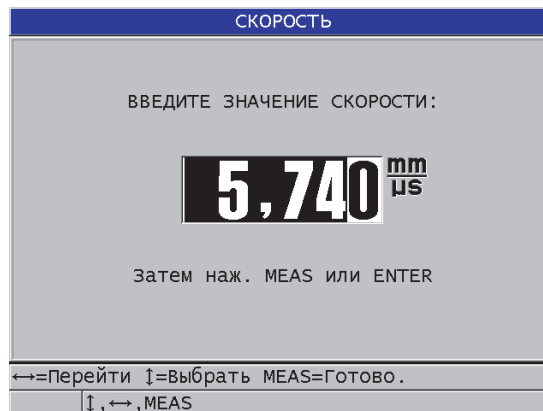 СКОРОСТЬ
ВВЕДИТЕ ЗНАЧЕНИЕ СКОРОСТИ:
5,740 mm/µs
Затем наж. MEAS или ENTER
↔=Перейти ↕=Выбрать MEAS=Готово.
↕,↔,MEAS